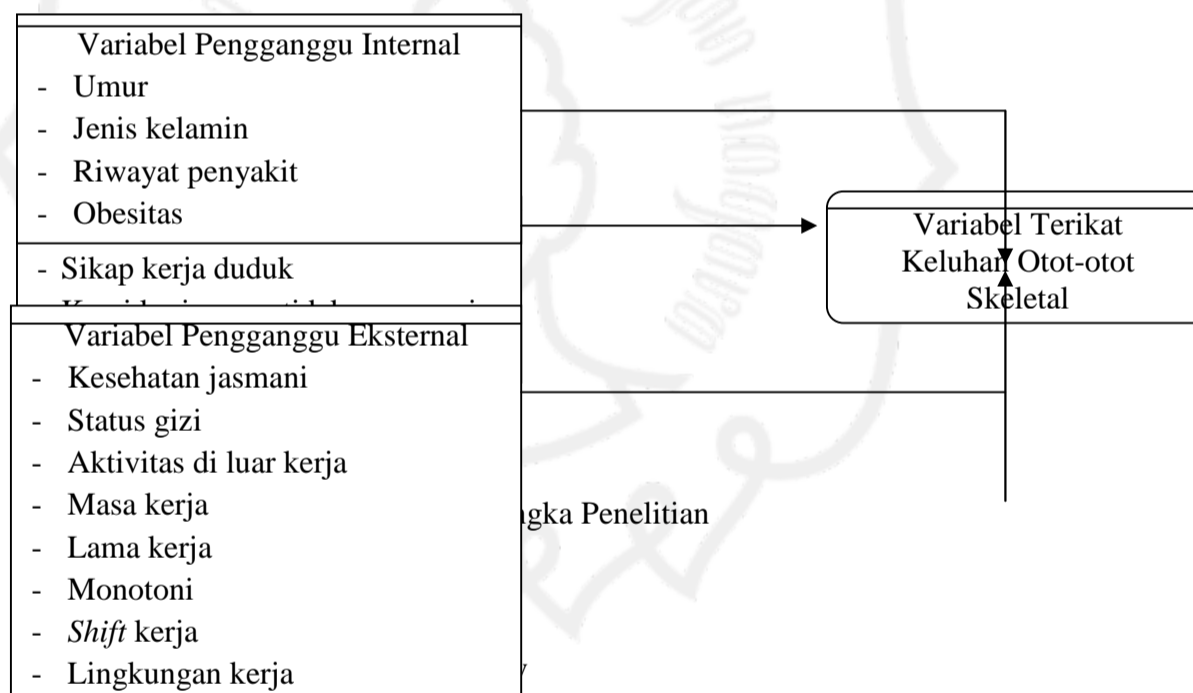 Variabel Pengganggu Internal
- Umur
- Jenis kelamin
- Riwayat penyakit
- Obesitas
- Sikap kerja duduk
Variabel Terikat
Keluhan Otot-otot
Skeletal
Variabel Pengganggu Eksternal
- Kesehatan jasmani
- Status gizi
- Aktivitas di luar kerja
- Masa kerja
- Lama kerja
- Monotoni
- Shift kerja
- Lingkungan kerja
Penelitian